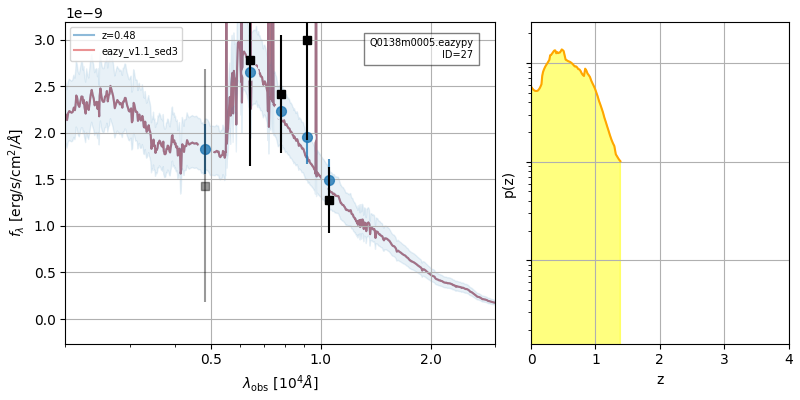 1e−9
z=0.48
eazy_v1.1_sed3
Q0138m0005.eazypy
ID=27
3.0
2.5
2.0
1.5
1.0
0.5
0.0
f_λ [erg/s/cm²/Å]
0.5
1.0
2.0
λ_obs [10⁴Å]
p(z)
0
1
2
3
4
z